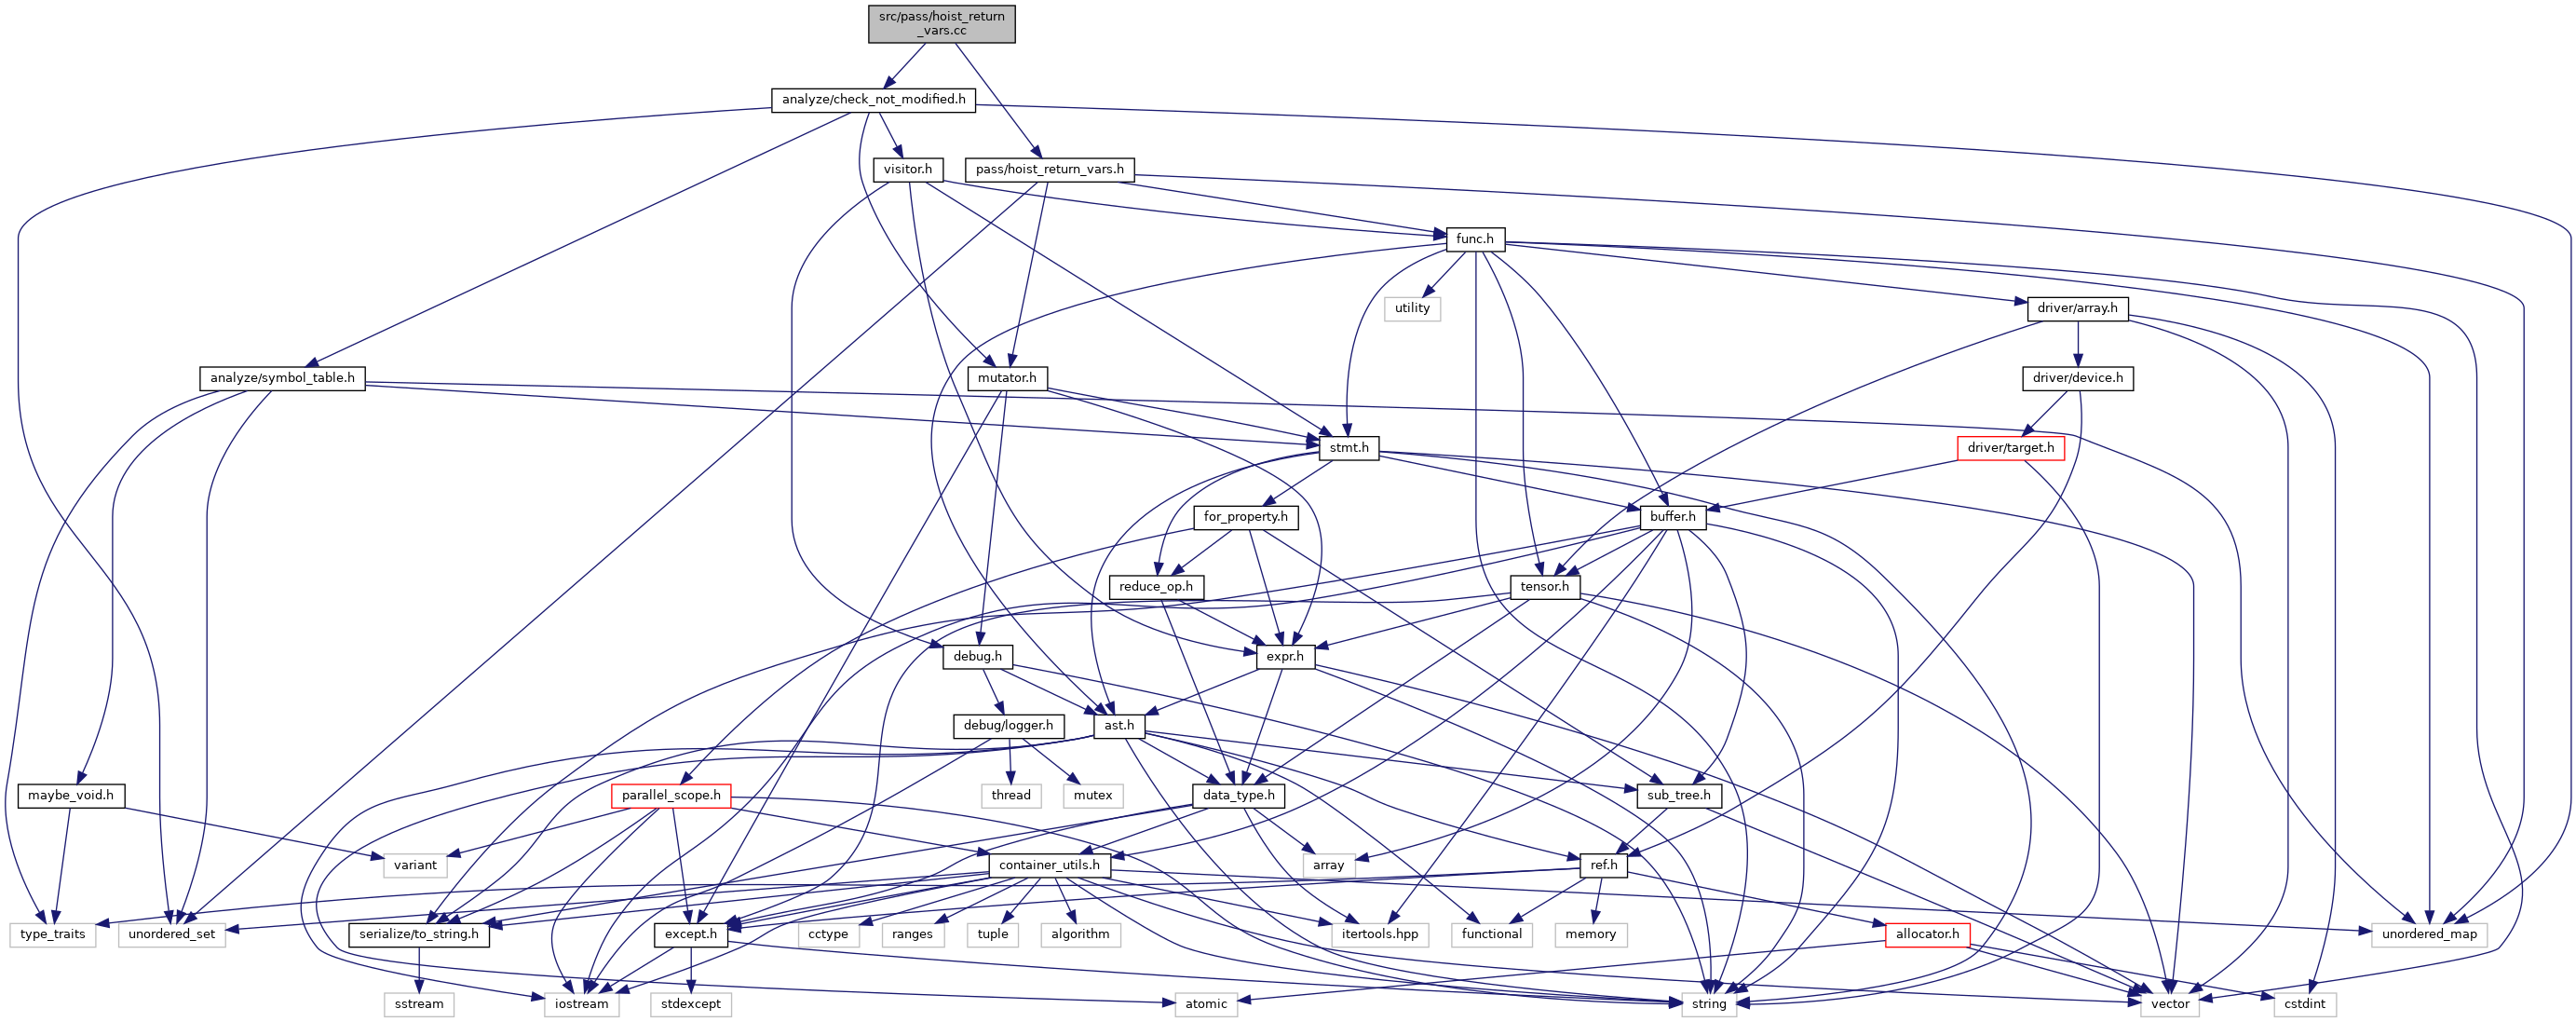 src/pass/hoist_return
_vars.cc
analyze/check_not_modified.h
visitor.h
pass/hoist_return_vars.h
func.h
utility
driver/array.h
analyze/symbol_table.h
mutator.h
driver/device.h
stmt.h
driver/target.h
for_property.h
buffer.h
reduce_op.h
tensor.h
debug.h
expr.h
debug/logger.h
ast.h
maybe_void.h
parallel_scope.h
thread
mutex
data_type.h
sub_tree.h
variant
container_utils.h
array
ref.h
type_traits
unordered_set
serialize/to_string.h
except.h
cctype
ranges
tuple
algorithm
itertools.hpp
functional
memory
allocator.h
unordered_map
sstream
iostream
stdexcept
atomic
string
vector
cstdint